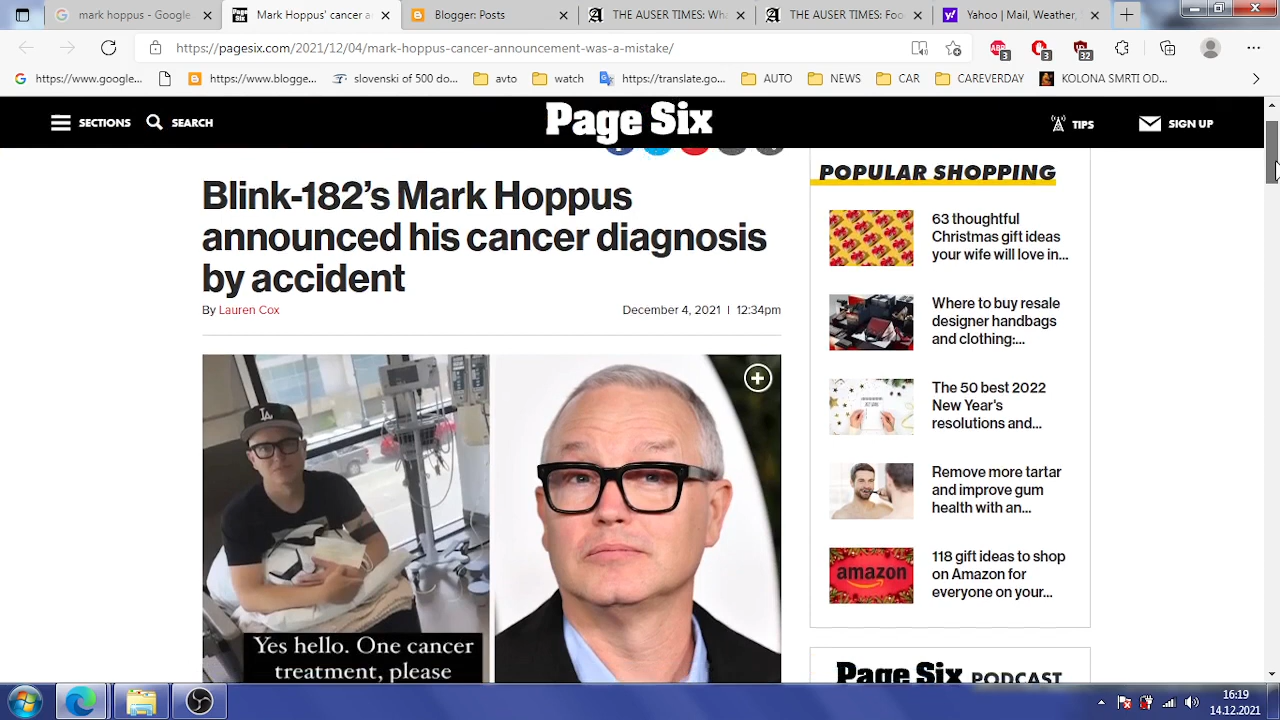 mark hoppus - Google
Mark Hoppus' cancer a
Blogger: Posts
THE AUSER TIMES: W
THE AUSER TIMES: Foo
Yahoo | Mail, Weather,
https://pagesix.com/2021/12/04/mark-hoppus-cancer-announcement-was-a-mistake/
3
3
32
https://www.google...
https://www.blogge...
slovenski of 500 do...
avto
watch
https://translate.go...
AUTO
NEWS
CAR
CAREVERDAY
KOLONA SMRTI OD...
SECTIONS
SEARCH
Page Six
TIPS
SIGN UP
Blink-182’s Mark Hoppus
announced his cancer diagnosis
by accident
By Lauren Cox
December 4, 2021 | 12:34pm
LA
Yes hello. One cancer
treatment, please
POPULAR SHOPPING
63 thoughtful
Christmas gift ideas
your wife will love in...
Where to buy resale
designer handbags
and clothing:...
The 50 best 2022
New Year's
resolutions and...
Remove more tartar
and improve gum
health with an...
amazon
118 gift ideas to shop
on Amazon for
everyone on your...
Page Six PODCAST
16:19
14.12.2021